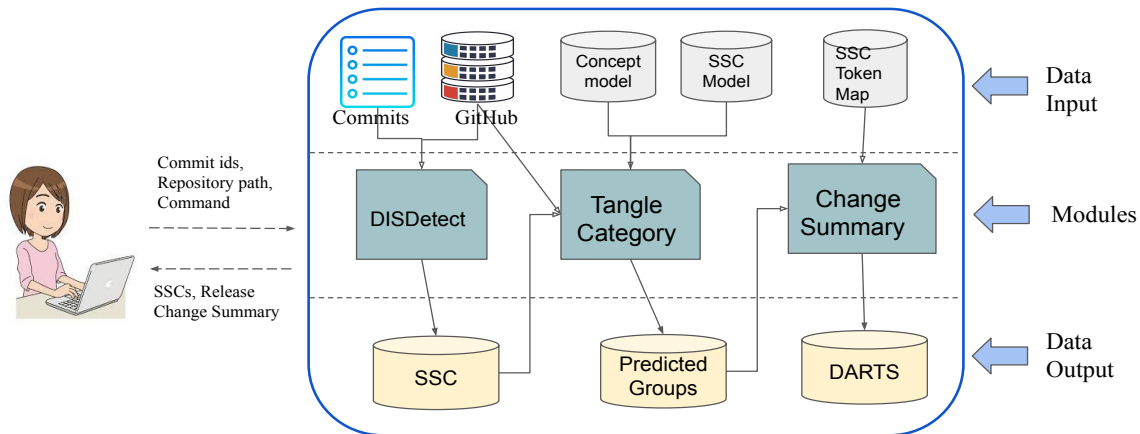 Commits
GitHub
Concept
model
SSC
Model
SSC
Token
Map
Data
Input
Commit ids,
Repository path,
Command
DISDetect
Tangle
Category
Change
Summary
Modules
SSCs, Release
Change Summary
SSC
Predicted
Groups
DARTS
Data
Output